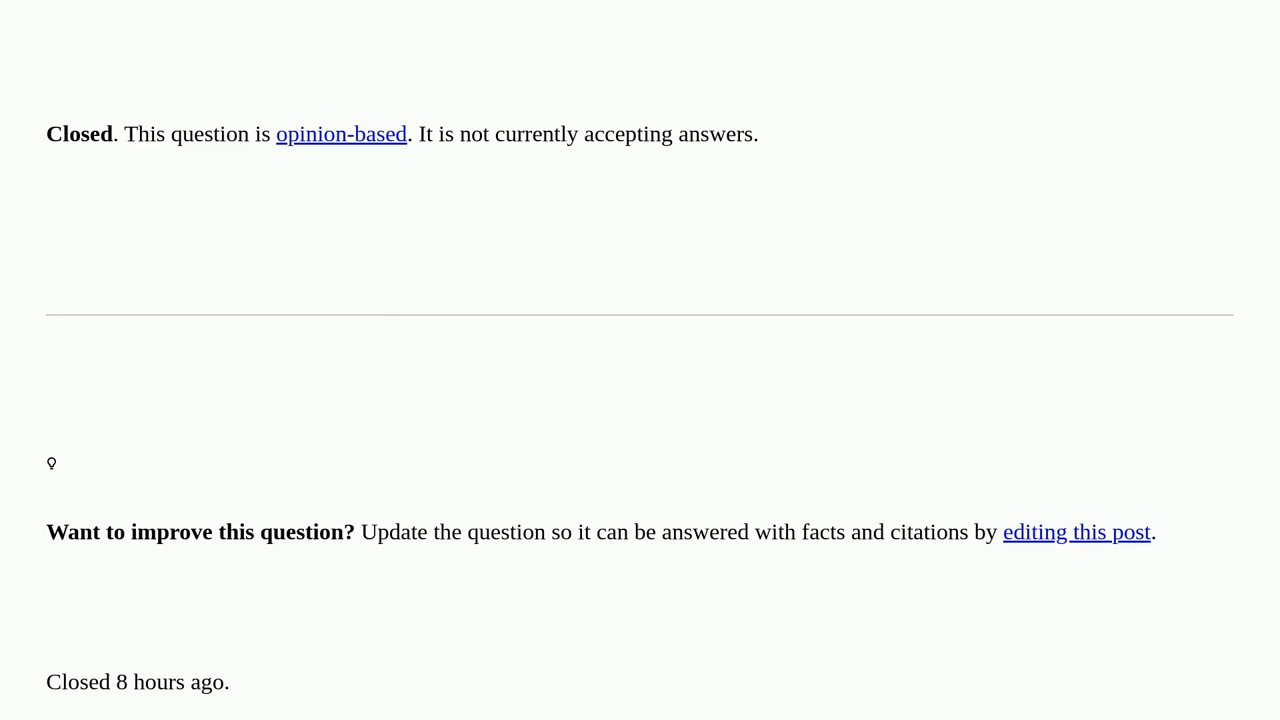 Closed. This question is opinion-based. It is not currently accepting answers.
Want to improve this question? Update the question so it can be answered with facts and citations by editing this post.
Closed 8 hours ago.